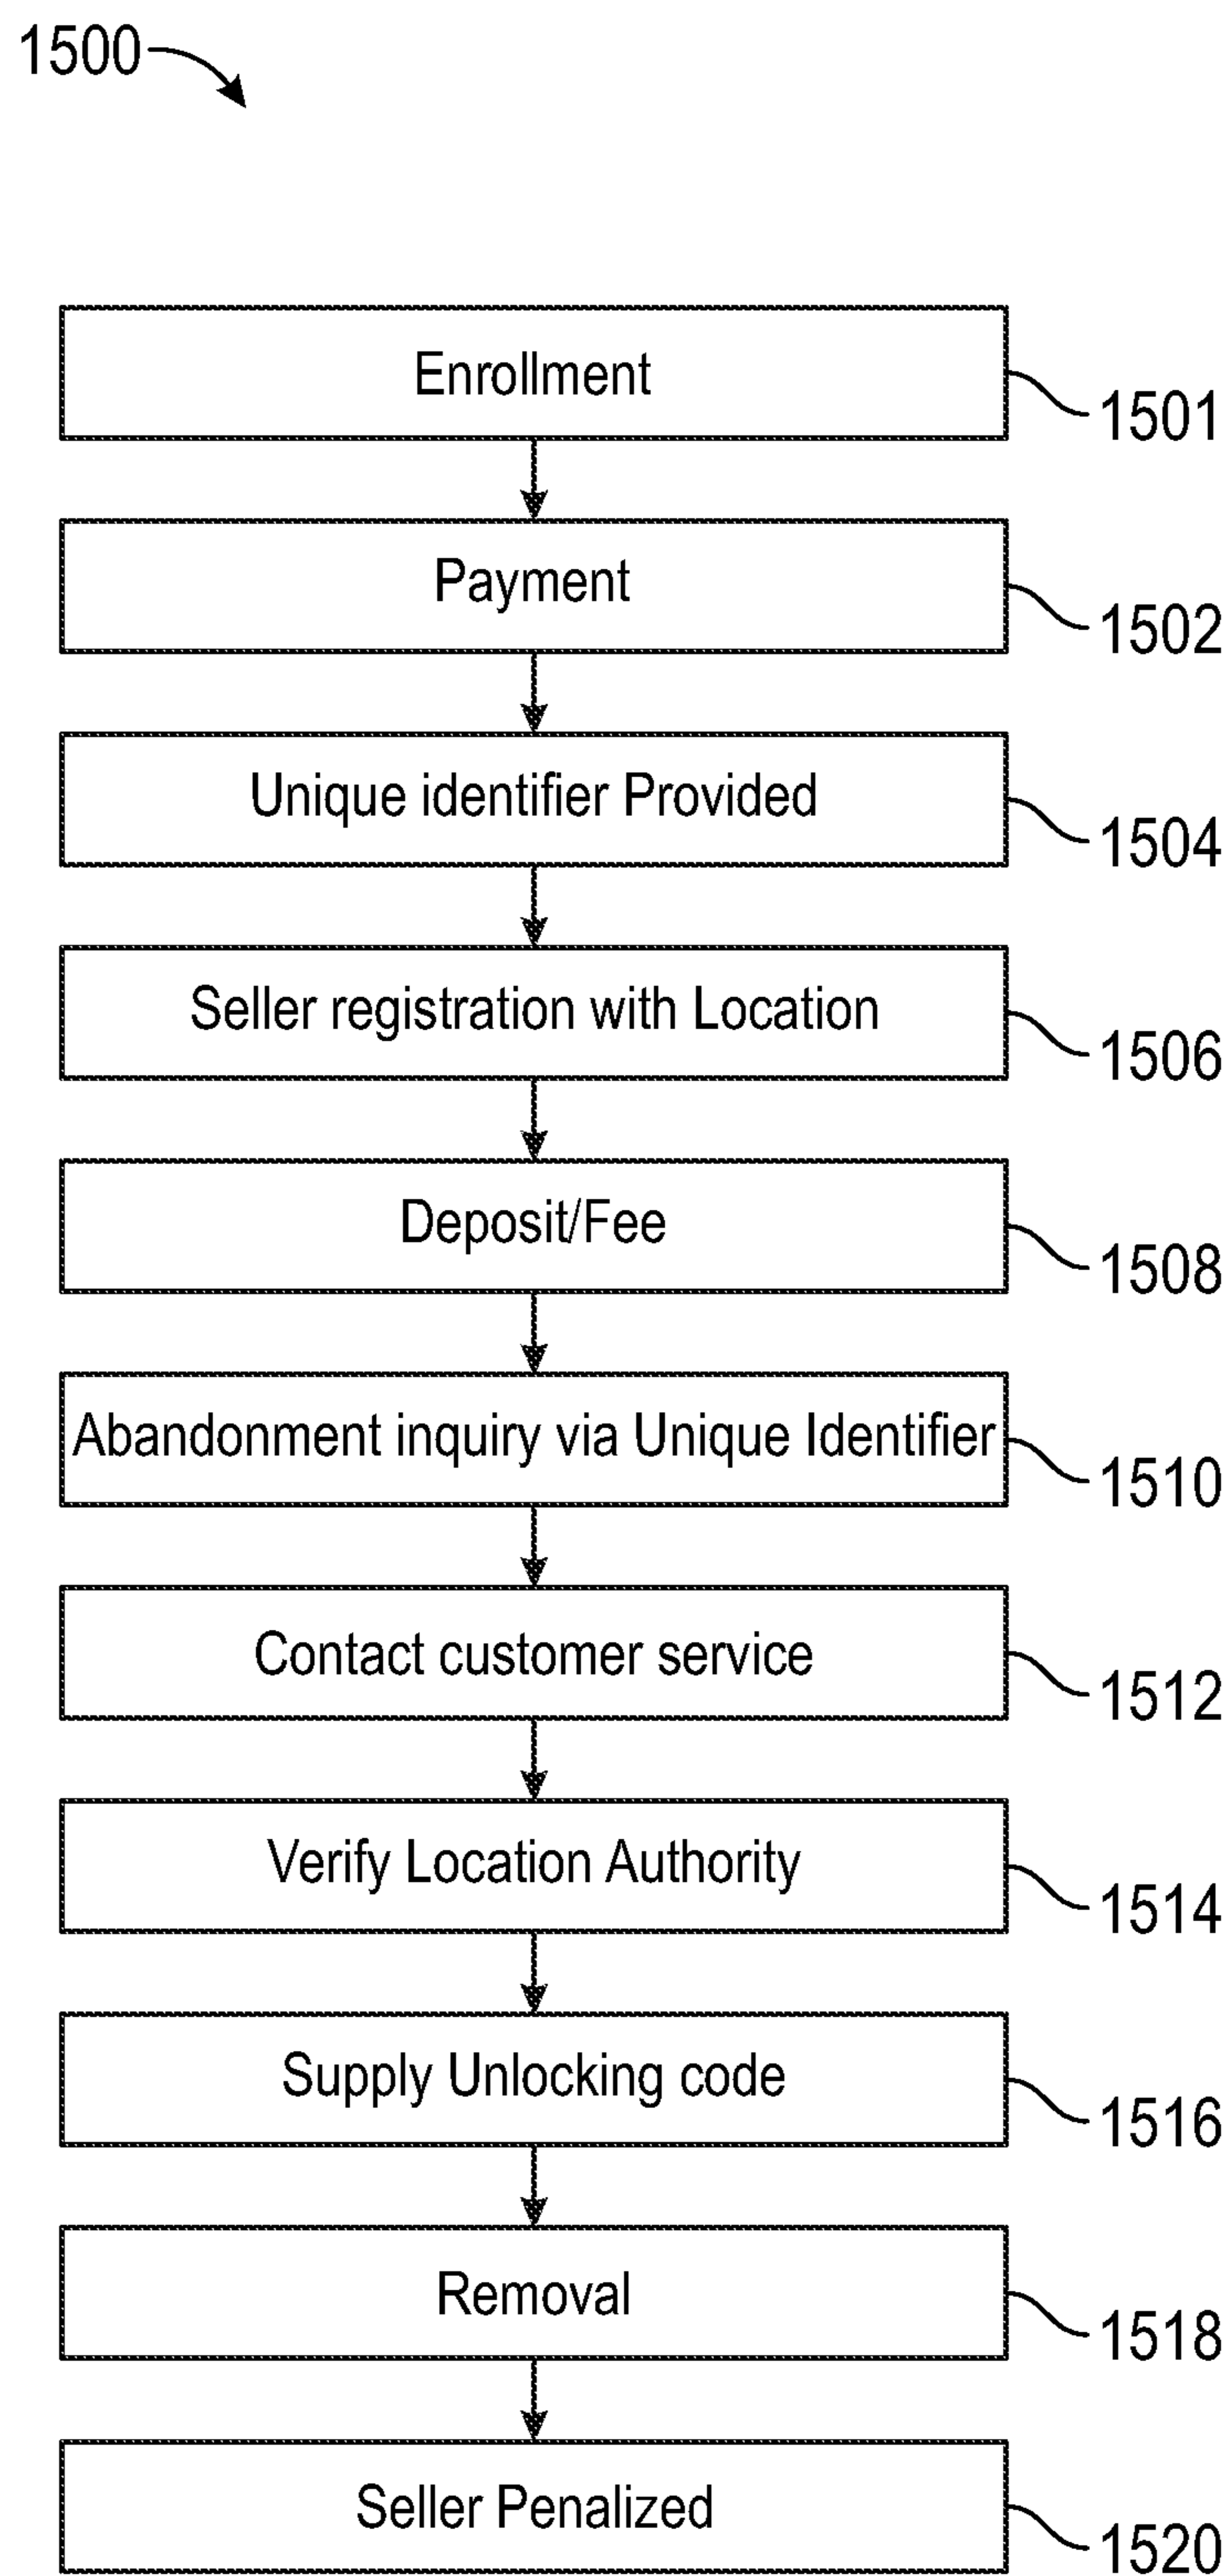 1500
Enrollment
1501
Payment
1502
Unique identifier Provided
1504
Seller registration with Location
1506
Deposit/Fee
1508
Abandonment inquiry via Unique Identifier
1510
Contact customer service
1512
Verify Location Authority
1514
Supply Unlocking code
1516
Removal
1518
Seller Penalized
1520